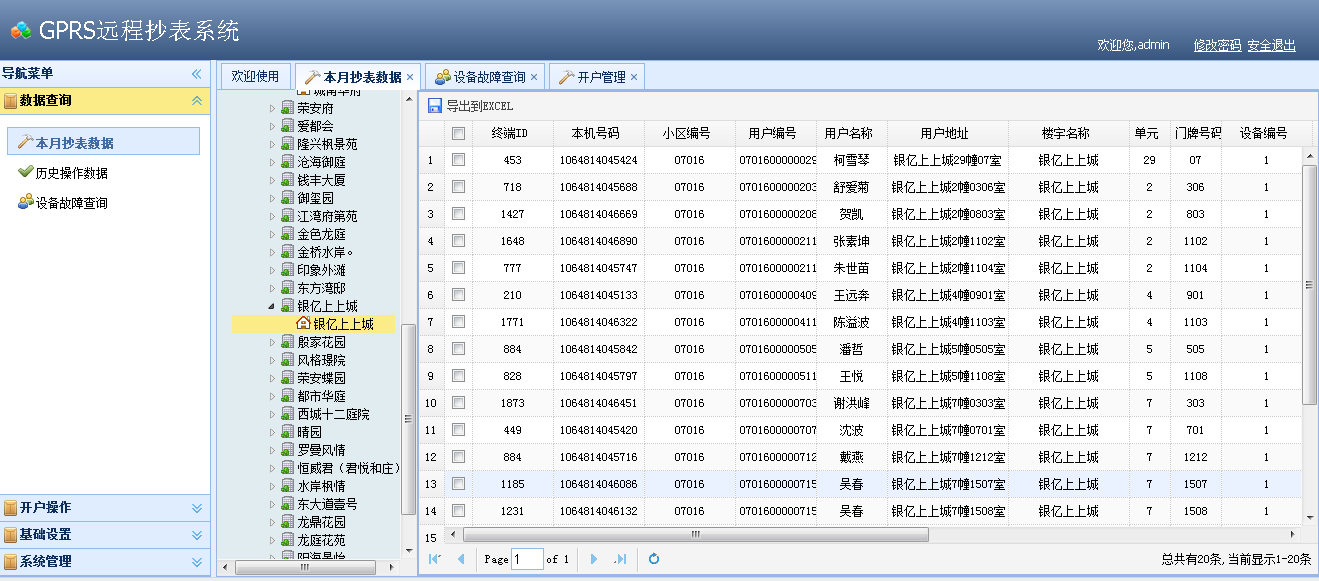 GPRS远程抄表系统
欢迎您,admin 修改密码 安全退出
导航菜单
数据查询
本月抄表数据
历史操作数据
设备故障查询
开户操作
基础设置
系统管理
欢迎使用 本月抄表数据 设备故障查询 开户管理
荣安府
爱都会
隆兴枫景苑
沧海御庭
钱丰大厦
御玺园
江湾府第苑
金色龙庭
金桥水岸。
印象外滩
东方湾邸
银亿上上城
银亿上上城
殷家花园
风格璟院
荣安蝶园
都市华庭
西城十二庭院
晴园
罗曼风情
恒威君（君悦和庄）
水岸枫情
东大道壹号
龙鼎花园
龙庭花苑
导出到EXCEL
终端ID 本机号码 小区编号 用户编号 用户名称 用户地址 楼宇名称 单元 门牌号码 设备编号
1 453 1064814045424 07016 0701600000029 柯雪琴 银亿上上城29幢07室 银亿上上城 29 07 1
2 718 1064814045688 07016 0701600000203 舒爱菊 银亿上上城2幢0306室 银亿上上城 2 306 1
3 1427 1064814046669 07016 0701600000208 贺凯 银亿上上城2幢0803室 银亿上上城 2 803 1
4 1648 1064814046890 07016 0701600000211 张素坤 银亿上上城2幢1102室 银亿上上城 2 1102 1
5 777 1064814045747 07016 0701600000211 朱世苗 银亿上上城2幢1104室 银亿上上城 2 1104 1
6 210 1064814045133 07016 0701600000409 王远奔 银亿上上城4幢0901室 银亿上上城 4 901 1
7 1771 1064814046322 07016 0701600000411 陈溢波 银亿上上城4幢1103室 银亿上上城 4 1103 1
8 884 1064814045842 07016 0701600000505 潘哲 银亿上上城5幢0505室 银亿上上城 5 505 1
9 828 1064814045797 07016 0701600000511 王悦 银亿上上城5幢1108室 银亿上上城 5 1108 1
10 1873 1064814046451 07016 0701600000703 谢洪峰 银亿上上城7幢0303室 银亿上上城 7 303 1
11 449 1064814045420 07016 0701600000707 沈波 银亿上上城7幢0701室 银亿上上城 7 701 1
12 884 1064814045716 07016 0701600000712 戴燕 银亿上上城7幢1212室 银亿上上城 7 1212 1
13 1185 1064814046086 07016 0701600000715 吴春 银亿上上城7幢1507室 银亿上上城 7 1507 1
14 1231 1064814046132 07016 0701600000715 吴春 银亿上上城7幢1508室 银亿上上城 7 1508 1
15
Page 1 of 1
总共有20条,当前显示1-20条